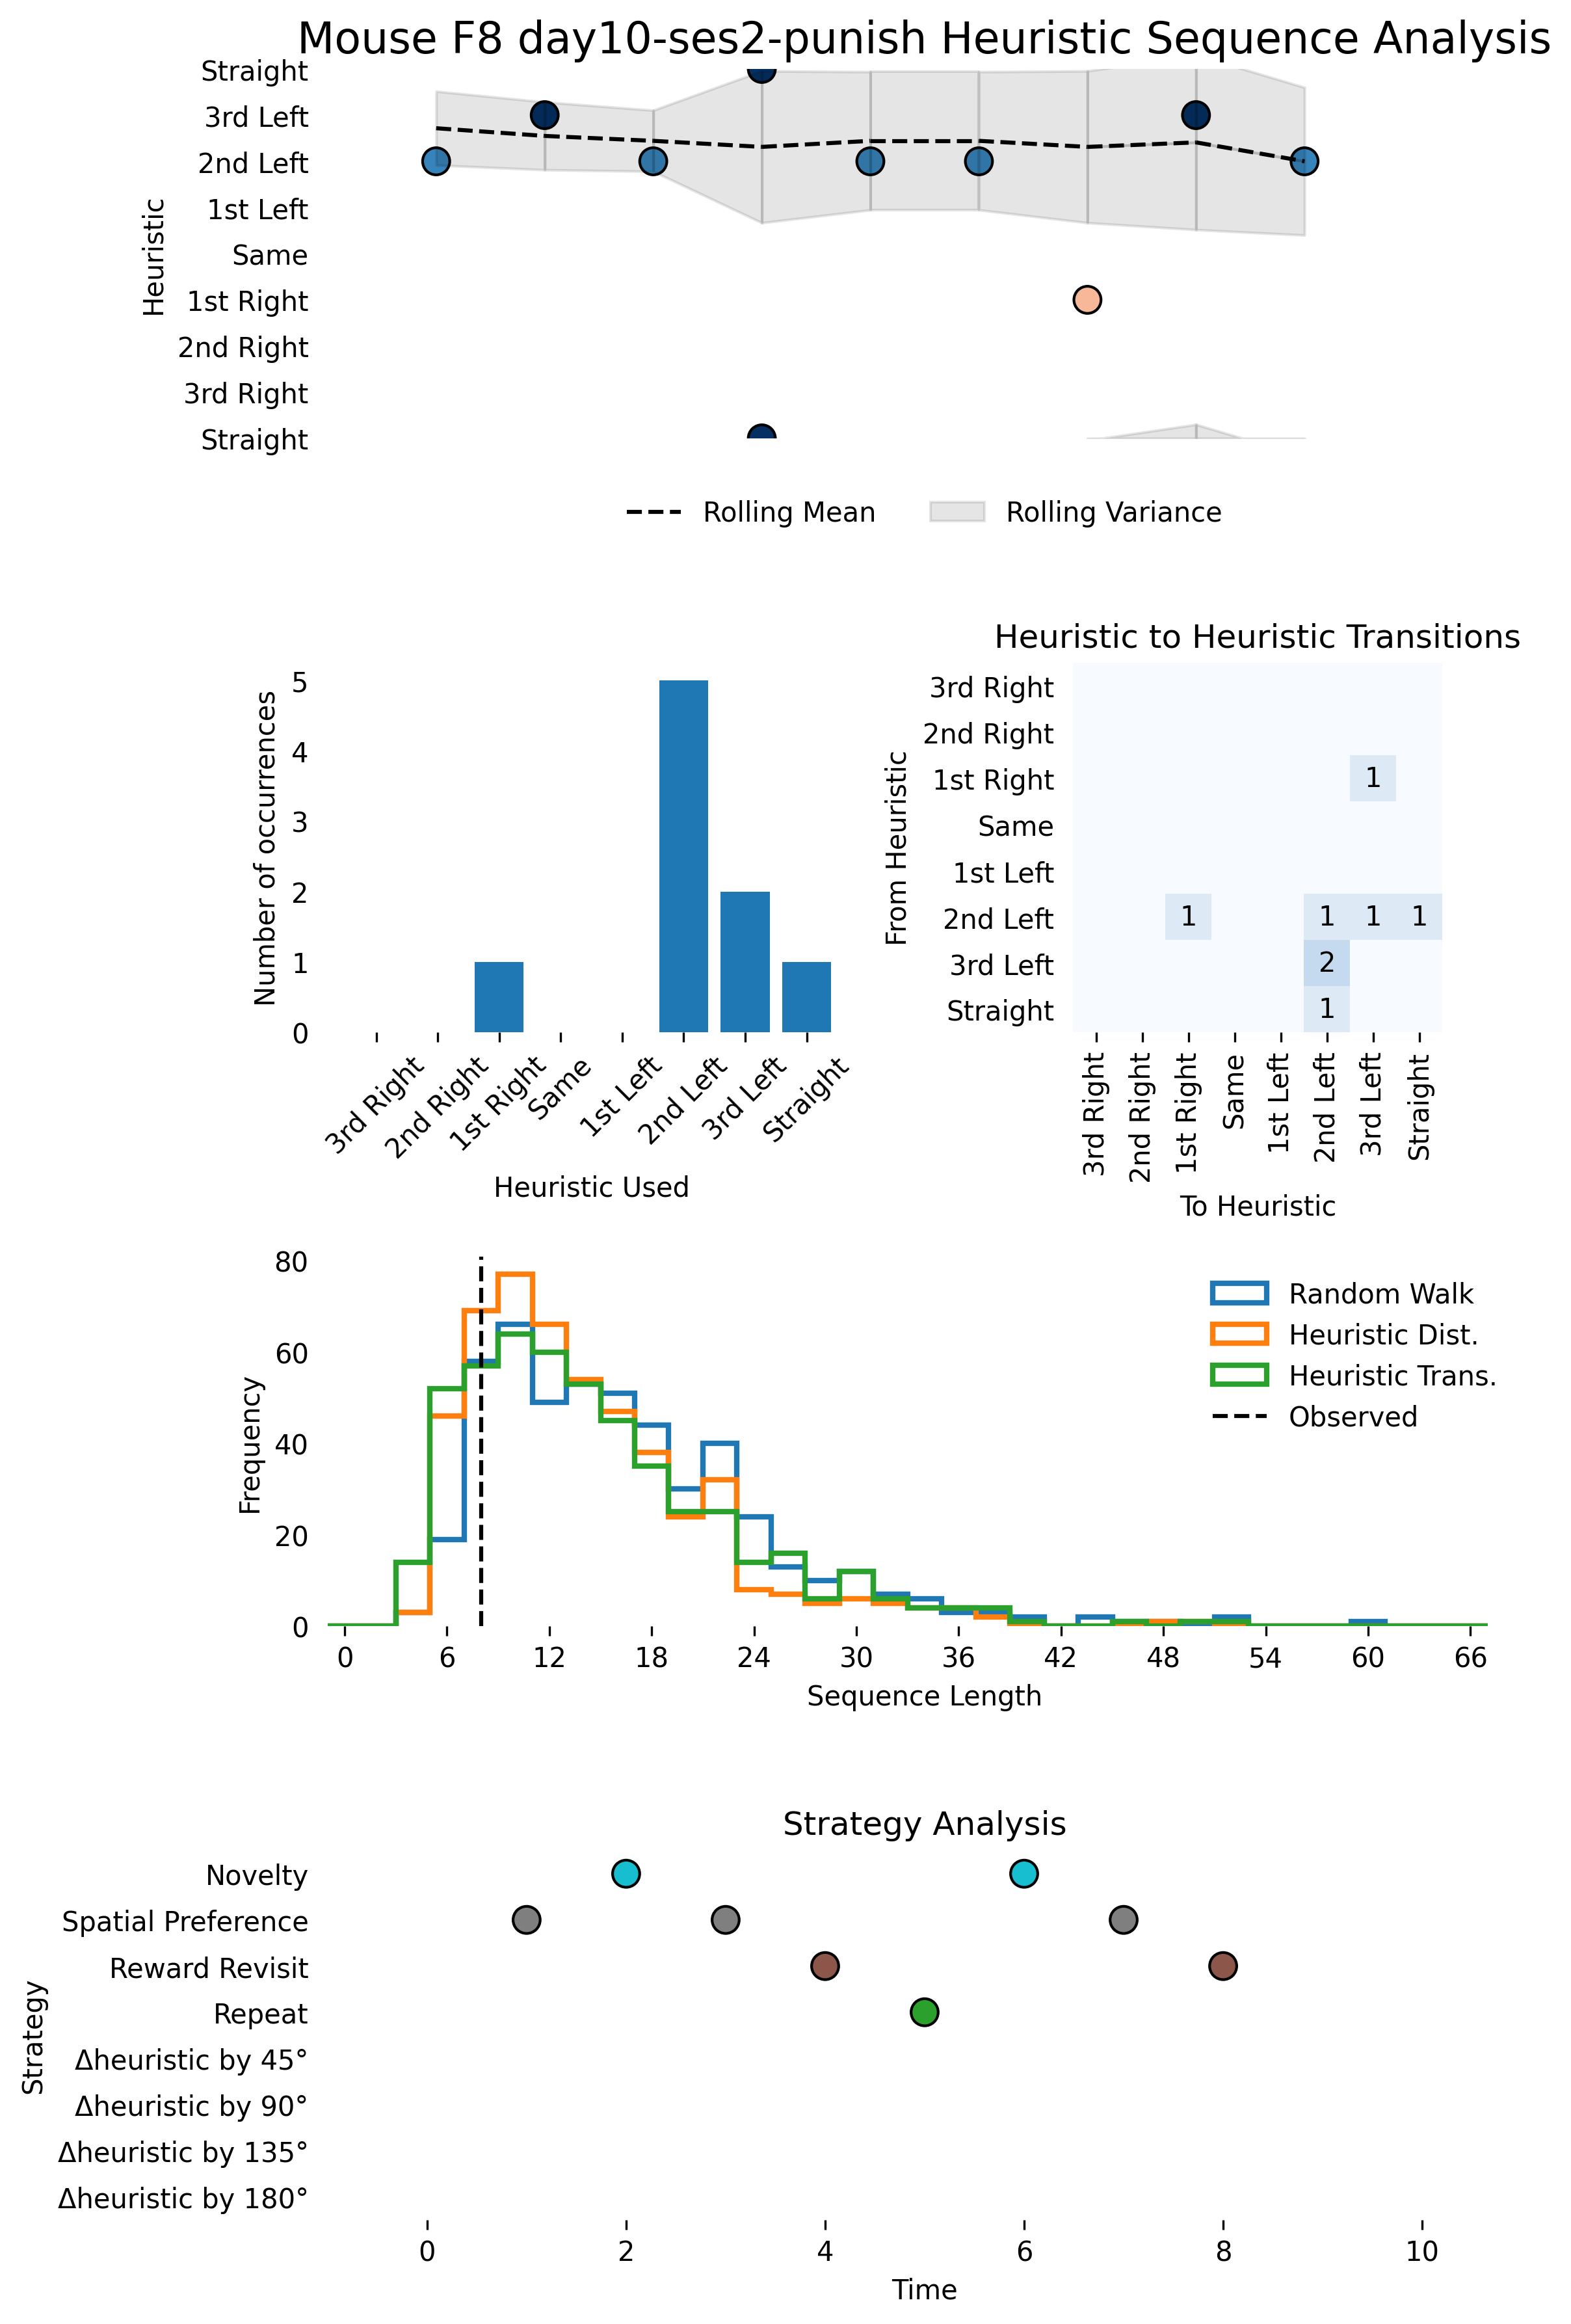 Mouse F8 day10-ses2-punish Heuristic Sequence Analysis
Straight
3rd Left
2nd Left
1st Left
Same
1st Right
2nd Right
3rd Right
Straight
Heuristic
Rolling Mean
Rolling Variance
Number of occurrences
5
4
3
2
1
0
3rd Right
2nd Right
1st Right
Same
1st Left
2nd Left
3rd Left
Straight
Heuristic Used
Heuristic to Heuristic Transitions
From Heuristic
3rd Right
2nd Right
1st Right
Same
1st Left
2nd Left
3rd Left
Straight
1
1 1 1 1
2
1
3rd Right
2nd Right
1st Right
Same
1st Left
2nd Left
3rd Left
Straight
To Heuristic
Frequency
80
60
40
20
0
0 6 12 18 24 30 36 42 48 54 60 66
Sequence Length
Random Walk
Heuristic Dist.
Heuristic Trans.
Observed
Strategy Analysis
Strategy
Novelty
Spatial Preference
Reward Revisit
Repeat
Δheuristic by 45°
Δheuristic by 90°
Δheuristic by 135°
Δheuristic by 180°
0 2 4 6 8 10
Time